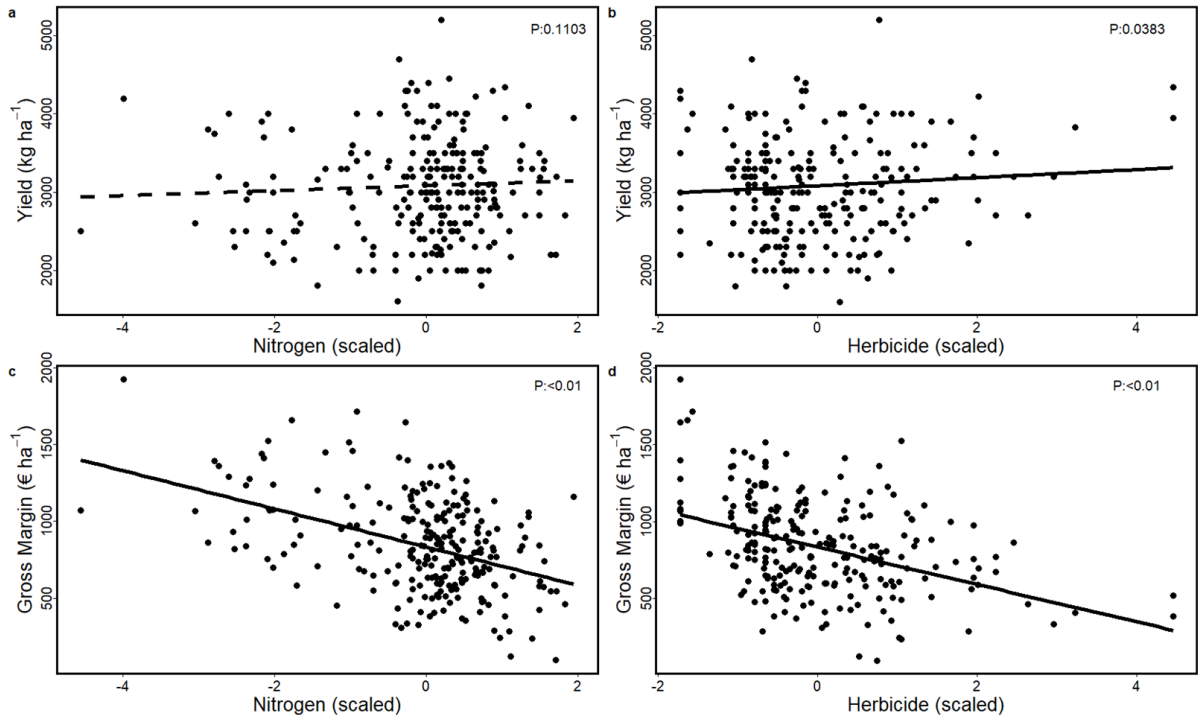 a
P:0.1103
5000
4000
3000
2000
Yield (kg ha⁻¹)
-4
-2
0
2
Nitrogen (scaled)
b
P:0.0383
5000
4000
3000
2000
Yield (kg ha⁻¹)
-2
0
2
4
Herbicide (scaled)
c
P:<0.01
2000
1500
1000
500
Gross Margin (€ ha⁻¹)
-4
-2
0
2
Nitrogen (scaled)
d
P:<0.01
2000
1500
1000
500
Gross Margin (€ ha⁻¹)
-2
0
2
4
Herbicide (scaled)